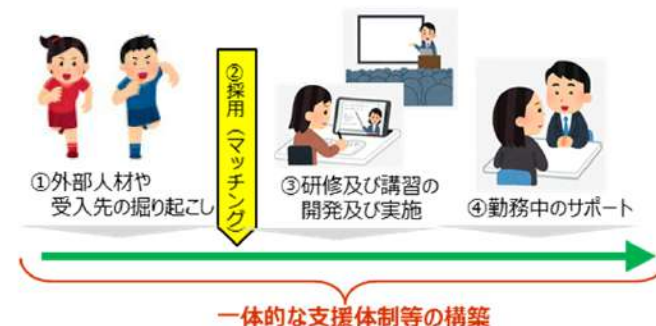 ①外部人材や
受入先の掘り起こし
②採用（マッチング）
③研修及び講習の
開発及び実施
④勤務中のサポート
一体的な支援体制等の構築